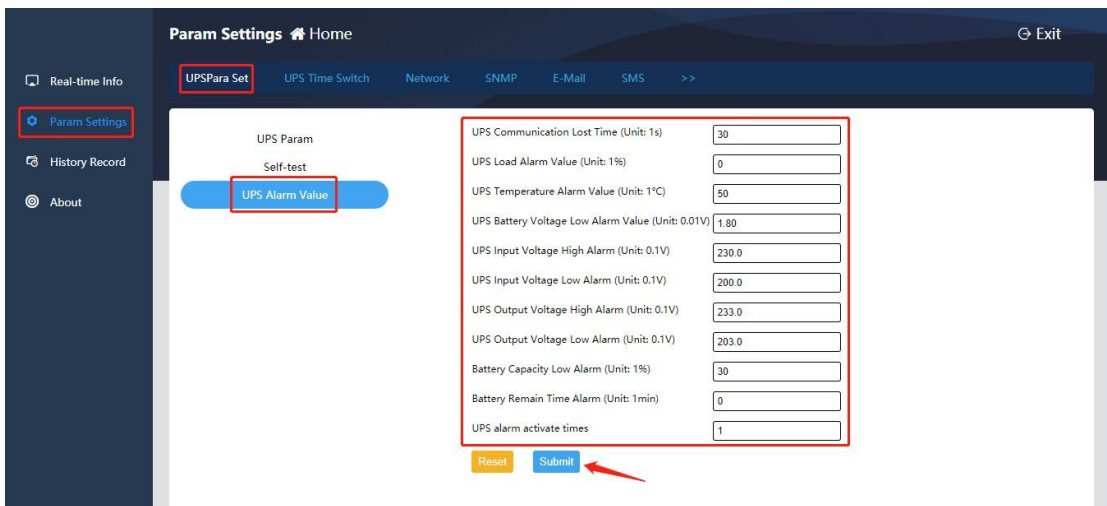 Param Settings Home
Exit
Real-time Info
Param Settings
History Record
About
UPSPara Set UPS Time Switch Network SNMP E-Mail SMS >>
UPS Param
Self-test
UPS Alarm Value
UPS Communication Lost Time (Unit: 1s) 30
UPS Load Alarm Value (Unit: 1%) 0
UPS Temperature Alarm Value (Unit: 1°C) 50
UPS Battery Voltage Low Alarm Value (Unit: 0.01V) 1.80
UPS Input Voltage High Alarm (Unit: 0.1V) 230.0
UPS Input Voltage Low Alarm (Unit: 0.1V) 200.0
UPS Output Voltage High Alarm (Unit: 0.1V) 233.0
UPS Output Voltage Low Alarm (Unit: 0.1V) 203.0
Battery Capacity Low Alarm (Unit: 1%) 30
Battery Remain Time Alarm (Unit: 1min) 0
UPS alarm activate times 1
Reset Submit